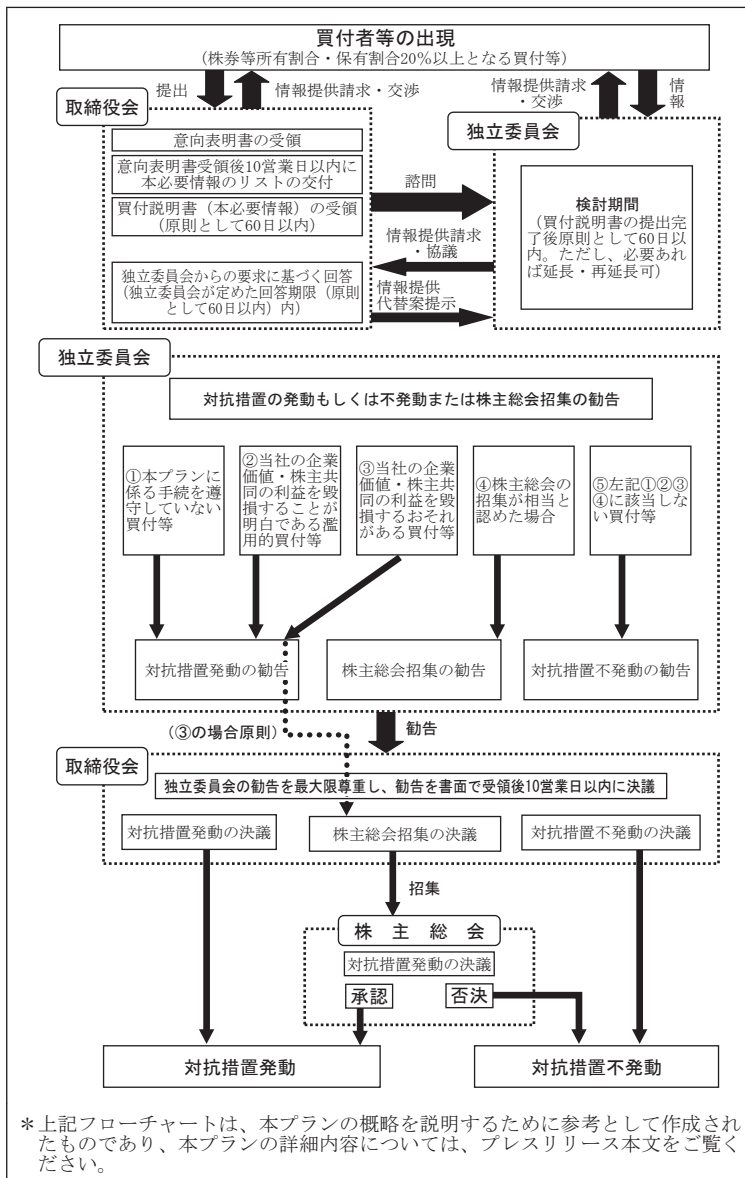 買付者等の出現
(株券等所有割合・保有割合20%以上となる買付等)
提出
情報提供請求・交渉
情報提供請求
・交渉
情
報
取締役会
意向表明書の受領
意向表明書受領後10営業日以内に
本必要情報のリストの交付
買付説明書(本必要情報)の受領
(原則として60日以内)
独立委員会からの要求に基づく回答
(独立委員会が定めた回答期限(原則
として60日以内)内)
諮問
情報提供請求
・協議
情報提供
代替案提示
独立委員会
検討期間
(買付説明書の提出完
了後原則として60日以
内。ただし、必要あれ
ば延長・再延長可)
独立委員会
対抗措置の発動もしくは不発動または株主総会招集の勧告
①本プランに
係る手続を遵
守していない
買付等
②当社の企業
価値・株主共
同の利益を毀
損することが
明白である濫
用的買付等
③当社の企業
価値・株主共
同の利益を毀
損するおそれ
がある買付等
④株主総会の
招集が相当と
認めた場合
⑤左記①②③
④に該当しな
い買付等
対抗措置発動の勧告
株主総会招集の勧告
対抗措置不発動の勧告
(③の場合原則)
勧告
取締役会
独立委員会の勧告を最大限尊重し、勧告を書面で受領後10営業日以内に決議
対抗措置発動の決議
株主総会招集の決議
対抗措置不発動の決議
招集
株 主 総 会
対抗措置発動の決議
承認
否決
対抗措置発動
対抗措置不発動
*上記フローチャートは、本プランの概略を説明するために参考として作成され
たものであり、本プランの詳細内容については、プレスリリース本文をご覧く
ださい。